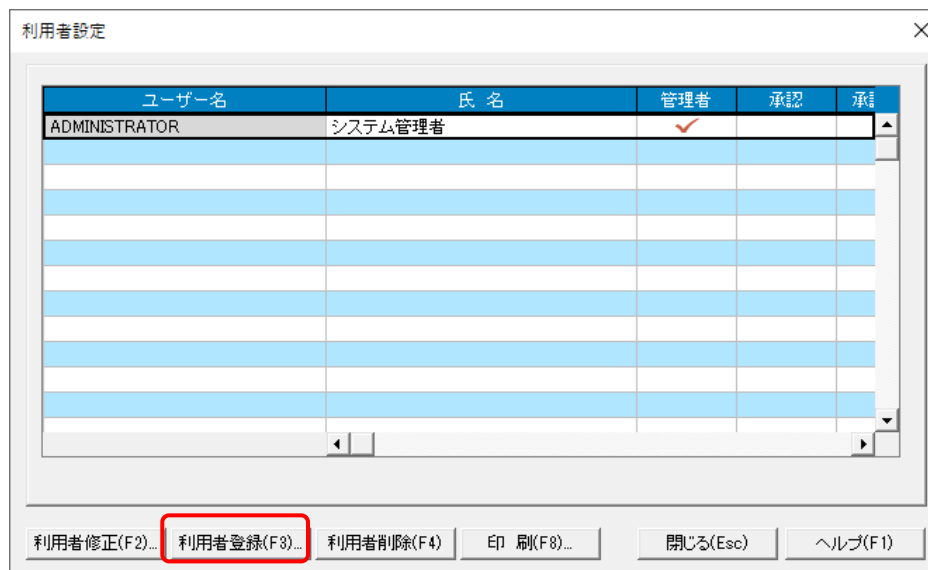 利用者設定
ユーザー名 氏 名 管理者 承認
ADMINISTRATOR システム管理者
利用者修正(F2)... 利用者登録(F3)... 利用者削除(F4) 印 刷(F8)... 閉じる(Esc) ヘルプ(F1)